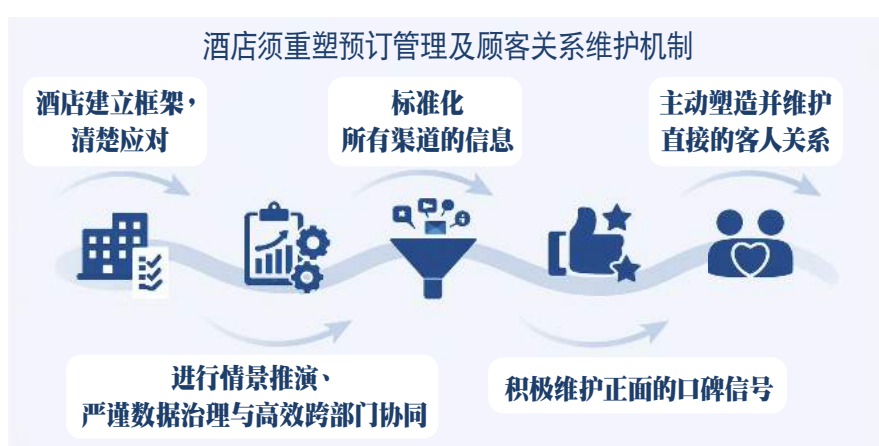 酒店须重塑预订管理及顾客关系维护机制
酒店建立框架，
清楚应对
标准化
所有渠道的信息
主动塑造并维护
直接的客人关系
进行情景推演、
严谨数据治理与高效跨部门协同
积极维护正面的口碑信号